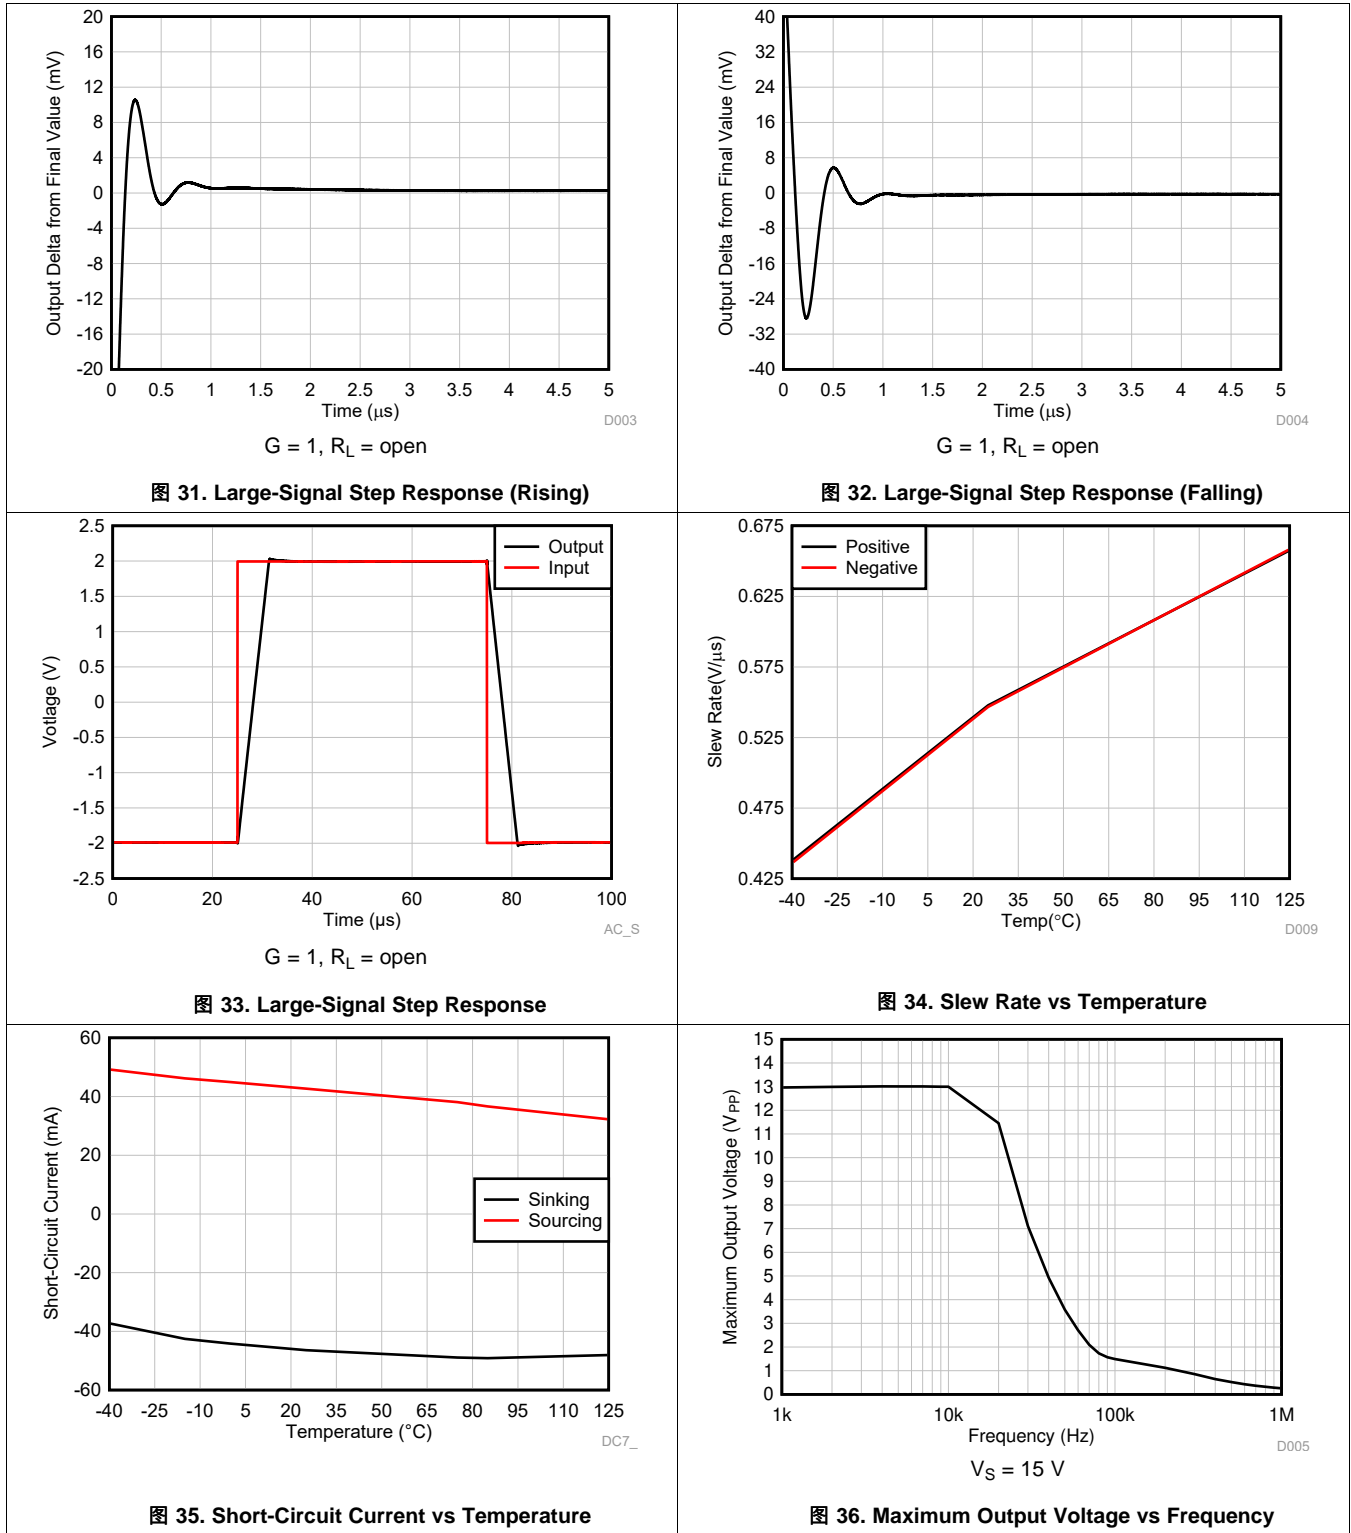 20
16
12
8
4
0
-4
-8
-12
-16
-20
Output Delta from Final Value (mV)
0 0.5 1 1.5 2 2.5 3 3.5 4 4.5 5
Time (μs)
D003
G = 1, RL = open
图 31. Large-Signal Step Response (Rising)
40
32
24
16
8
0
-8
-16
-24
-32
-40
Output Delta from Final Value (mV)
0 0.5 1 1.5 2 2.5 3 3.5 4 4.5 5
Time (μs)
D004
G = 1, RL = open
图 32. Large-Signal Step Response (Falling)
2.5
2
1.5
1
0.5
0
-0.5
-1
-1.5
-2
-2.5
Votlage (V)
Output
Input
0 20 40 60 80 100
Time (µs)
AC_S
G = 1, RL = open
图 33. Large-Signal Step Response
0.675
0.625
0.575
0.525
0.475
0.425
Slew Rate(V/μs)
Positive
Negative
-40 -25 -10 5 20 35 50 65 80 95 110 125
Temp(°C)
D009
图 34. Slew Rate vs Temperature
60
40
20
0
-20
-40
-60
Short-Circuit Current (mA)
Sinking
Sourcing
-40 -25 -10 5 20 35 50 65 80 95 110 125
Temperature (°C)
DC7_
图 35. Short-Circuit Current vs Temperature
15
14
13
12
11
10
9
8
7
6
5
4
3
2
1
0
Maximum Output Voltage (VPP)
1k 10k 100k 1M
Frequency (Hz)
D005
VS = 15 V
图 36. Maximum Output Voltage vs Frequency